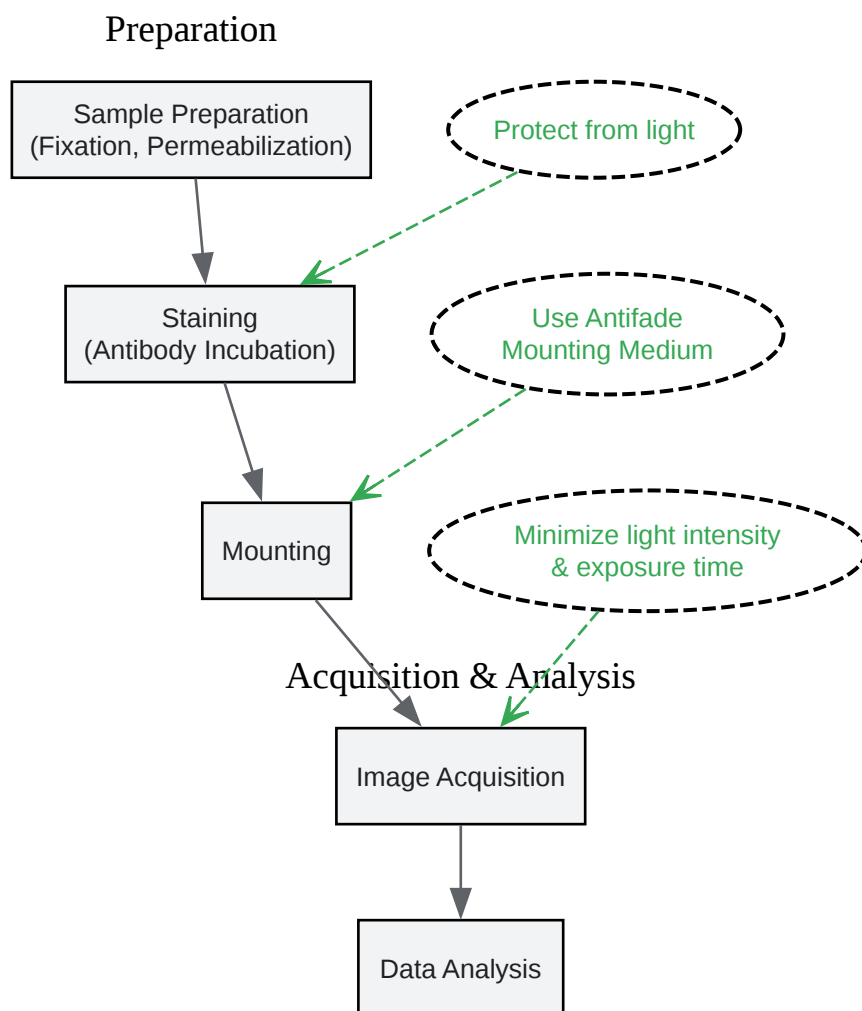 Preparation
Sample Preparation
(Fixation, Permeabilization)
Protect from light
Staining
(Antibody Incubation)
Use Antifade
Mounting Medium
Mounting
Minimize light intensity
& exposure time
Acquisition & Analysis
Image Acquisition
Data Analysis